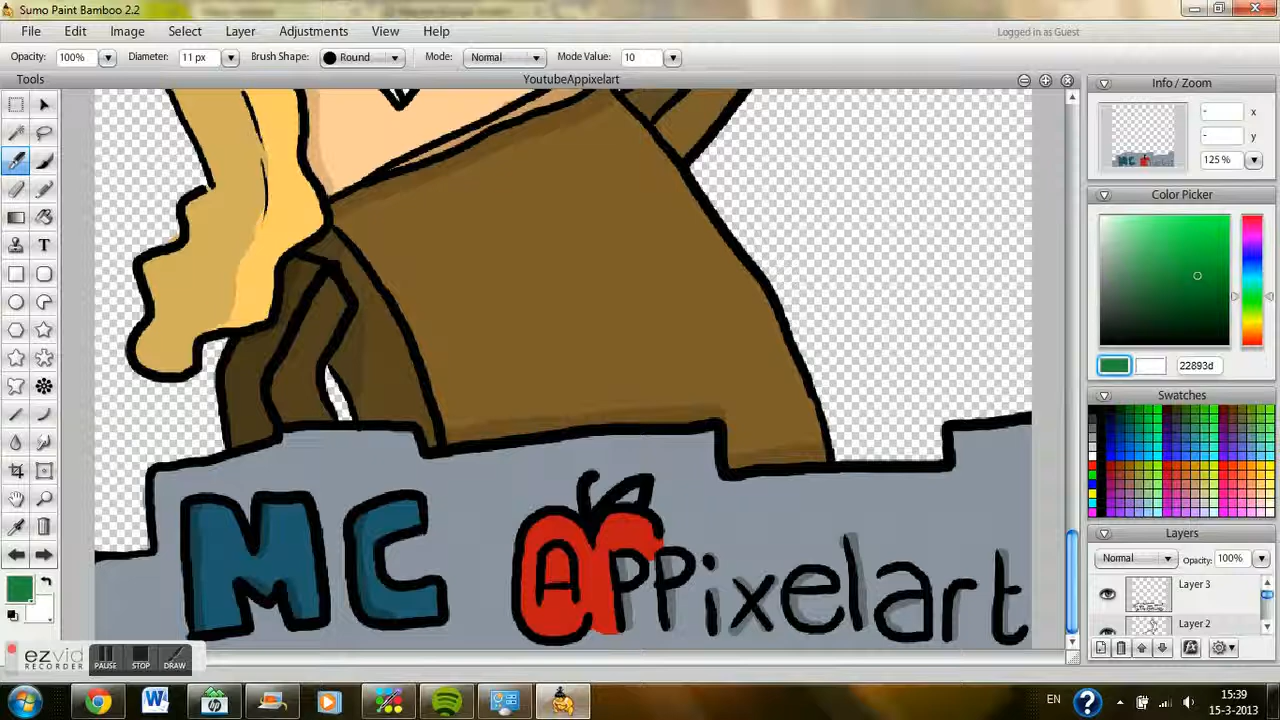 Sumo Paint Bamboo 2.2
File Edit Image Select Layer Adjustments View Help
Logged in as Guest
Opacity: 100% Diameter: 11 px Brush Shape: Round Mode: Normal Mode Value: 10
Tools
YoutubeAppixelart
Info / Zoom
- x
- y
125 %
Color Picker
22893d
Swatches
Layers
Normal Opacity: 100%
Layer 3
Layer 2
T
MC APPixelart
ezvid
RECORDER
PAUSE STOP DRAW
W
hp
EN
?
15:39
15-3-2013